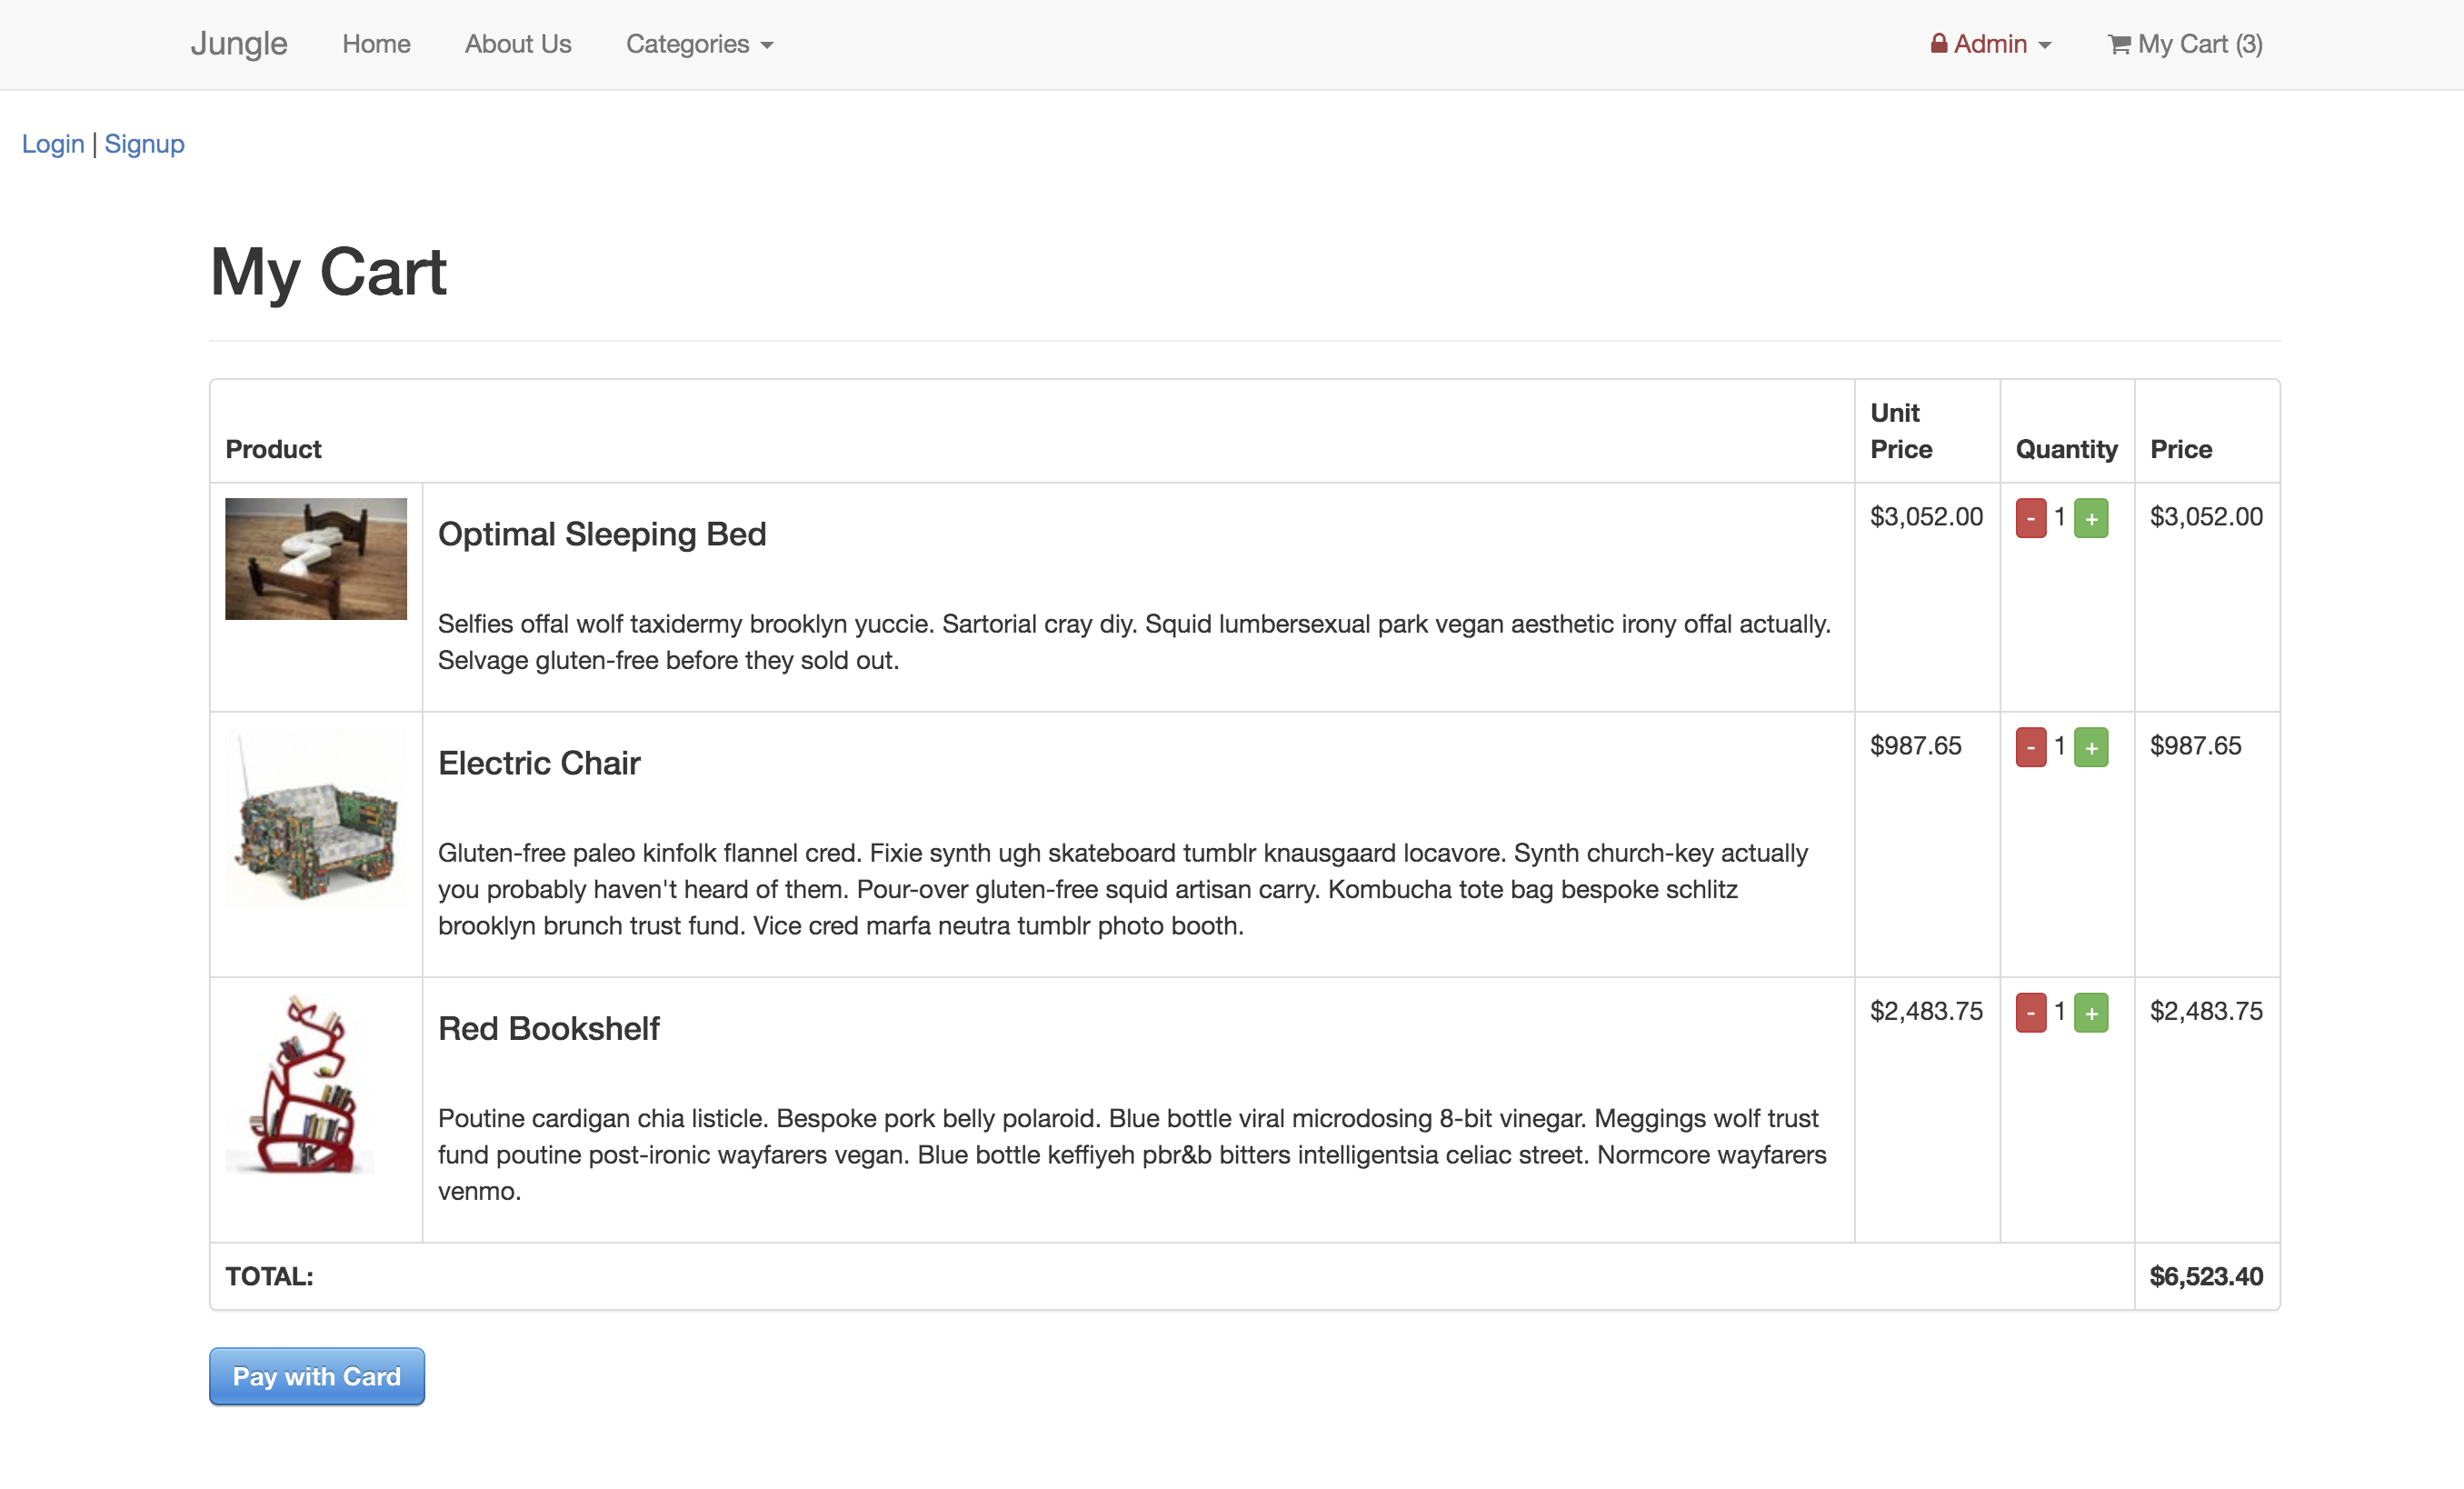 Jungle Home About Us Categories Admin My Cart (3)
Login | Signup
My Cart
Product Unit Price Quantity Price
Optimal Sleeping Bed $3,052.00 - 1 + $3,052.00
Selfies offal wolf taxidermy brooklyn yuccie. Sartorial cray diy. Squid lumbersexual park vegan aesthetic irony offal actually.
Selvage gluten-free before they sold out.
Electric Chair $987.65 - 1 + $987.65
Gluten-free paleo kinfolk flannel cred. Fixie synth ugh skateboard tumblr knausgaard locavore. Synth church-key actually
you probably haven't heard of them. Pour-over gluten-free squid artisan carry. Kombucha tote bag bespoke schlitz
brooklyn brunch trust fund. Vice cred marfa neutra tumblr photo booth.
Red Bookshelf $2,483.75 - 1 + $2,483.75
Poutine cardigan chia listicle. Bespoke pork belly polaroid. Blue bottle viral microdosing 8-bit vinegar. Meggings wolf trust
fund poutine post-ironic wayfarers vegan. Blue bottle keffiyeh pbr&b bitters intelligentsia celiac street. Normcore wayfarers
venmo.
TOTAL: $6,523.40
Pay with Card